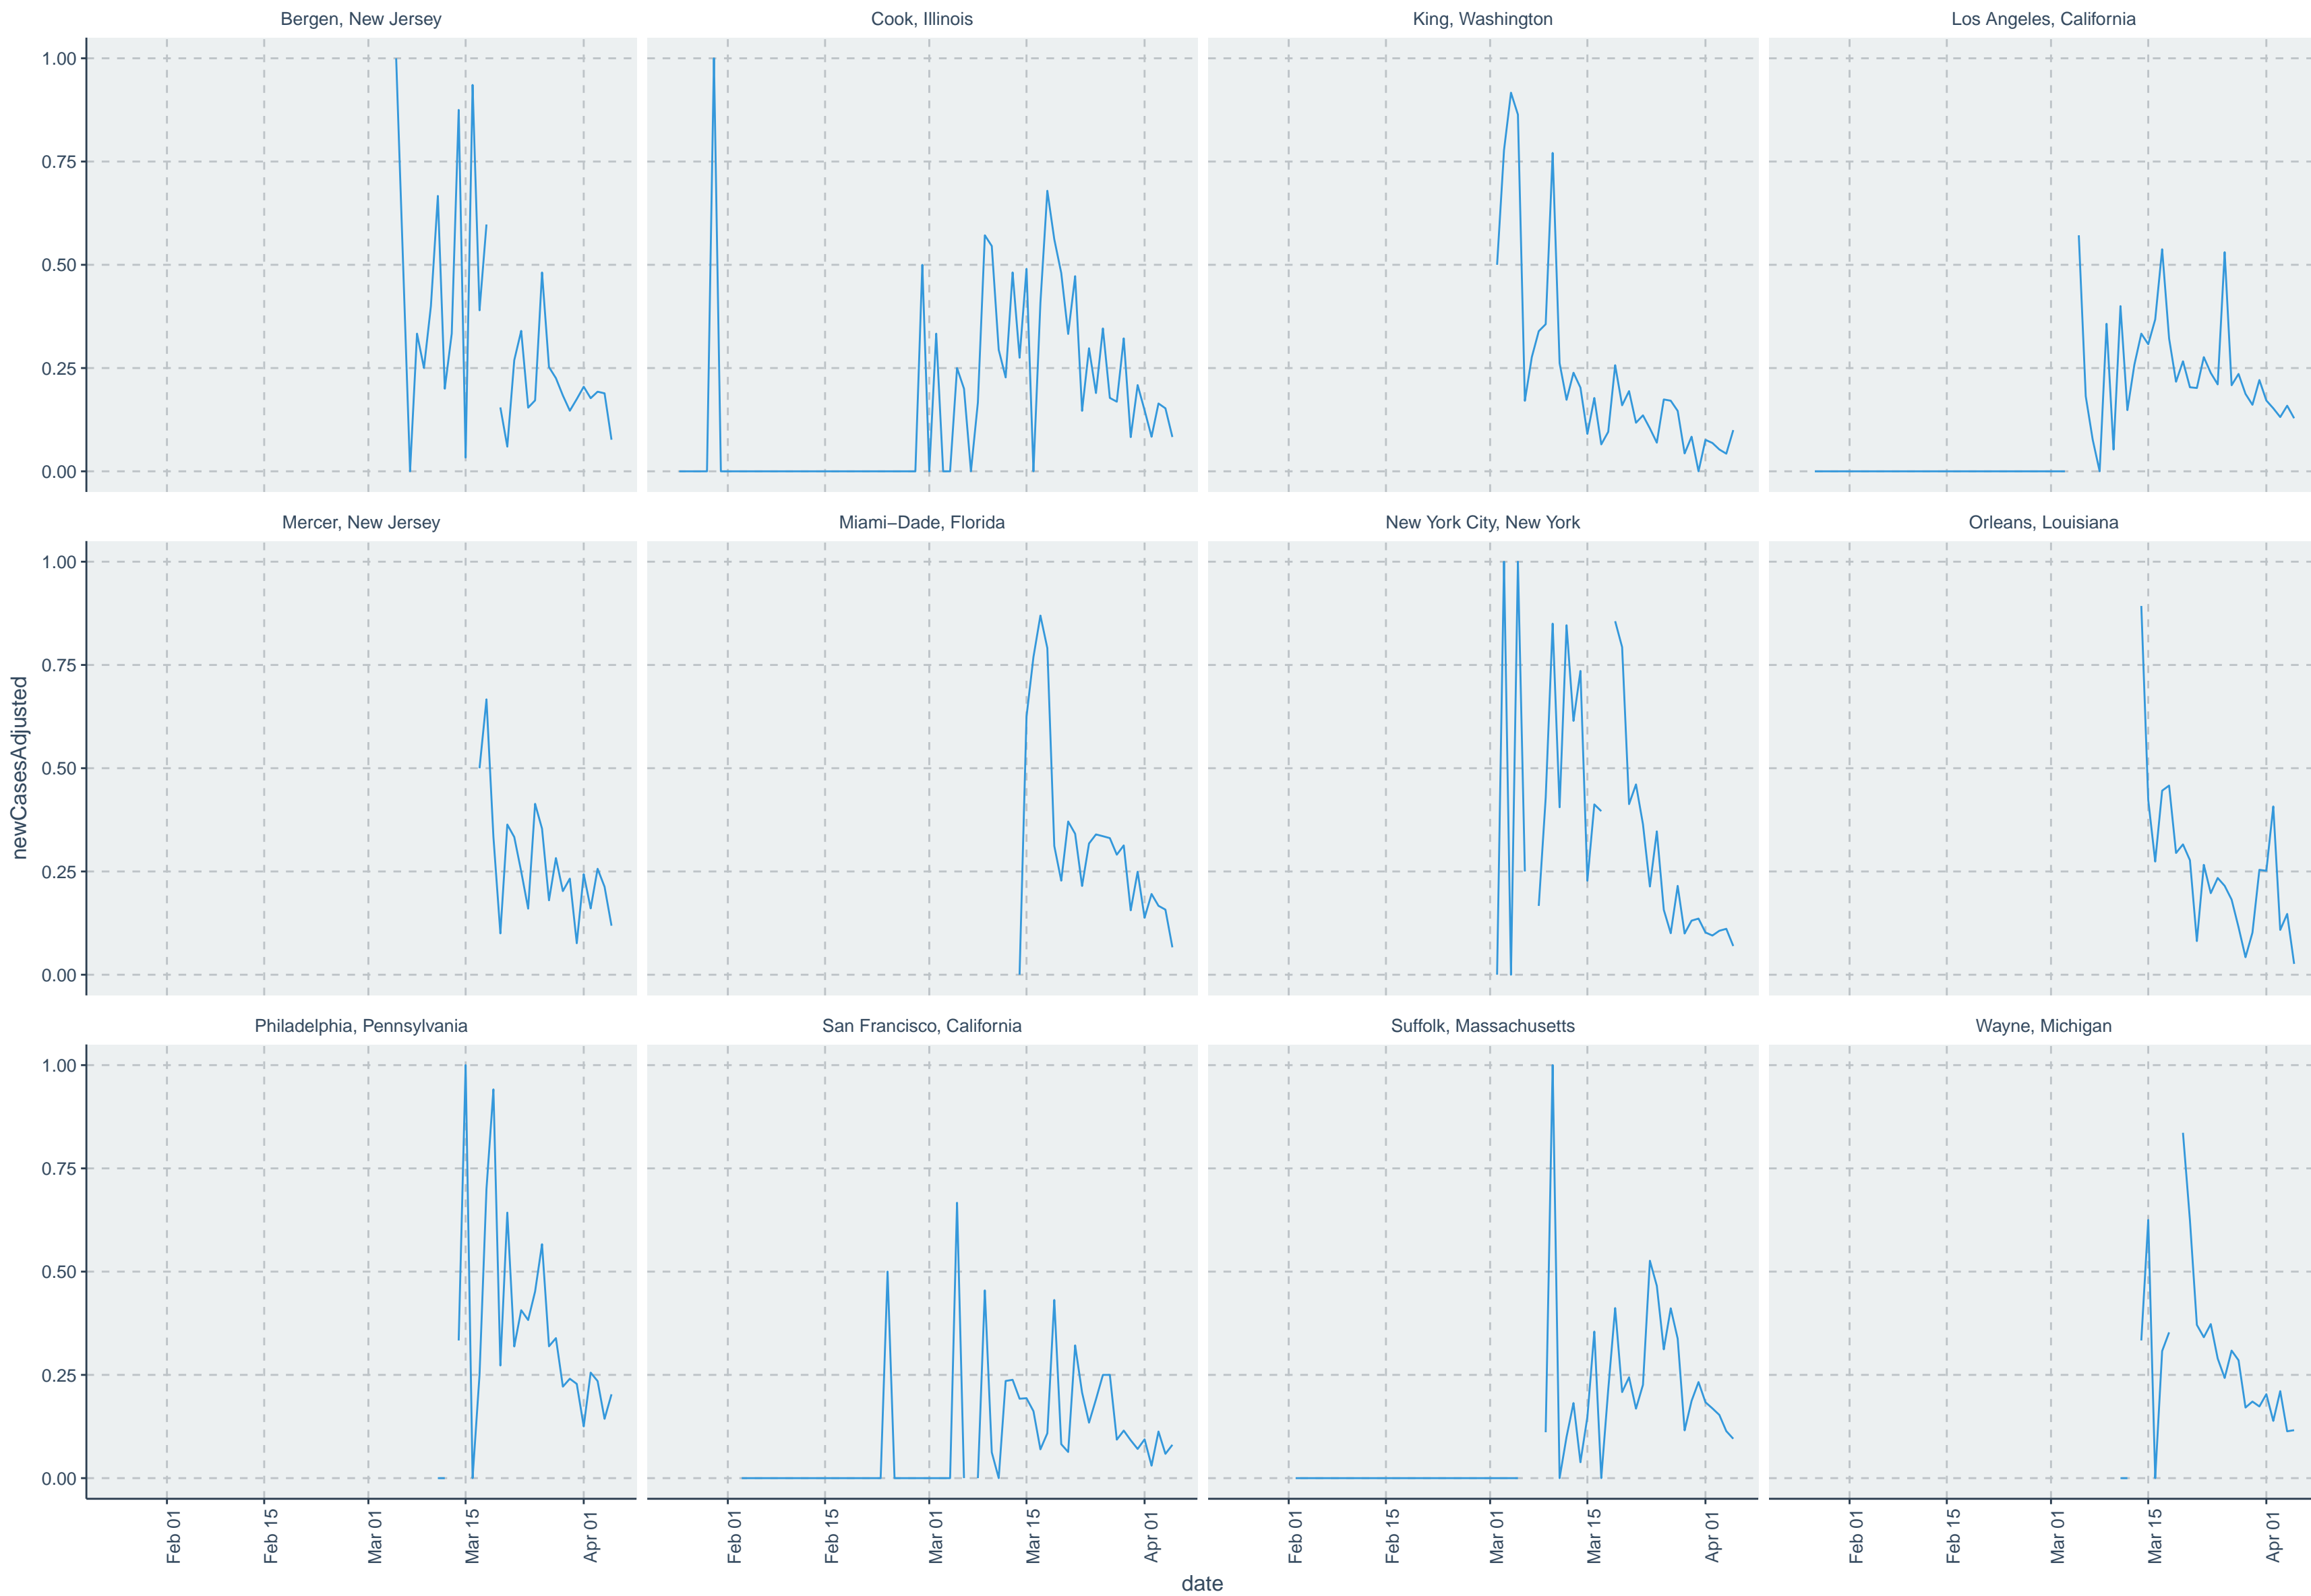 Bergen, New Jersey
Cook, Illinois
King, Washington
Los Angeles, California
1.00
0.75
0.50
0.25
0.00
Mercer, New Jersey
Miami−Dade, Florida
New York City, New York
Orleans, Louisiana
1.00
0.75
0.50
0.25
0.00
newCasesAdjusted
Philadelphia, Pennsylvania
San Francisco, California
Suffolk, Massachusetts
Wayne, Michigan
1.00
0.75
0.50
0.25
0.00
Feb 01
Feb 15
Mar 01
Mar 15
Apr 01
Feb 01
Feb 15
Mar 01
Mar 15
Apr 01
Feb 01
Feb 15
Mar 01
Mar 15
Apr 01
Feb 01
Feb 15
Mar 01
Mar 15
Apr 01
date